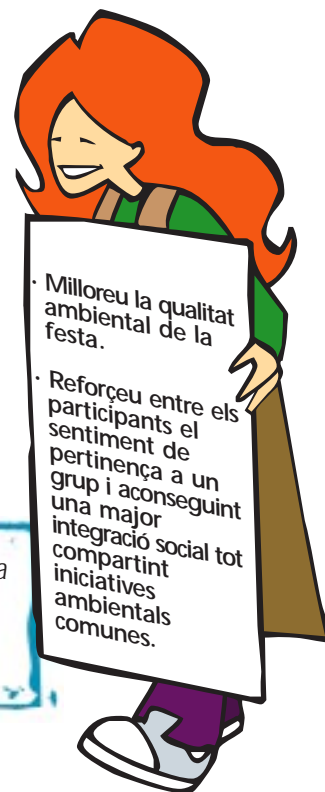 · Milloreu la qualitat
ambiental de la
festa.
· Reforçeu entre els
participants el
sentiment de
pertinença a un
grup i aconseguint
una major
integració social tot
compartint
iniciatives
ambientals
comunes.
a